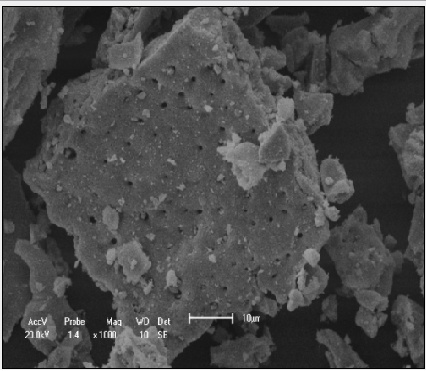 AccV Probe Mag WD Det 10μm
20.0kV 1.4 x1000 10 SE